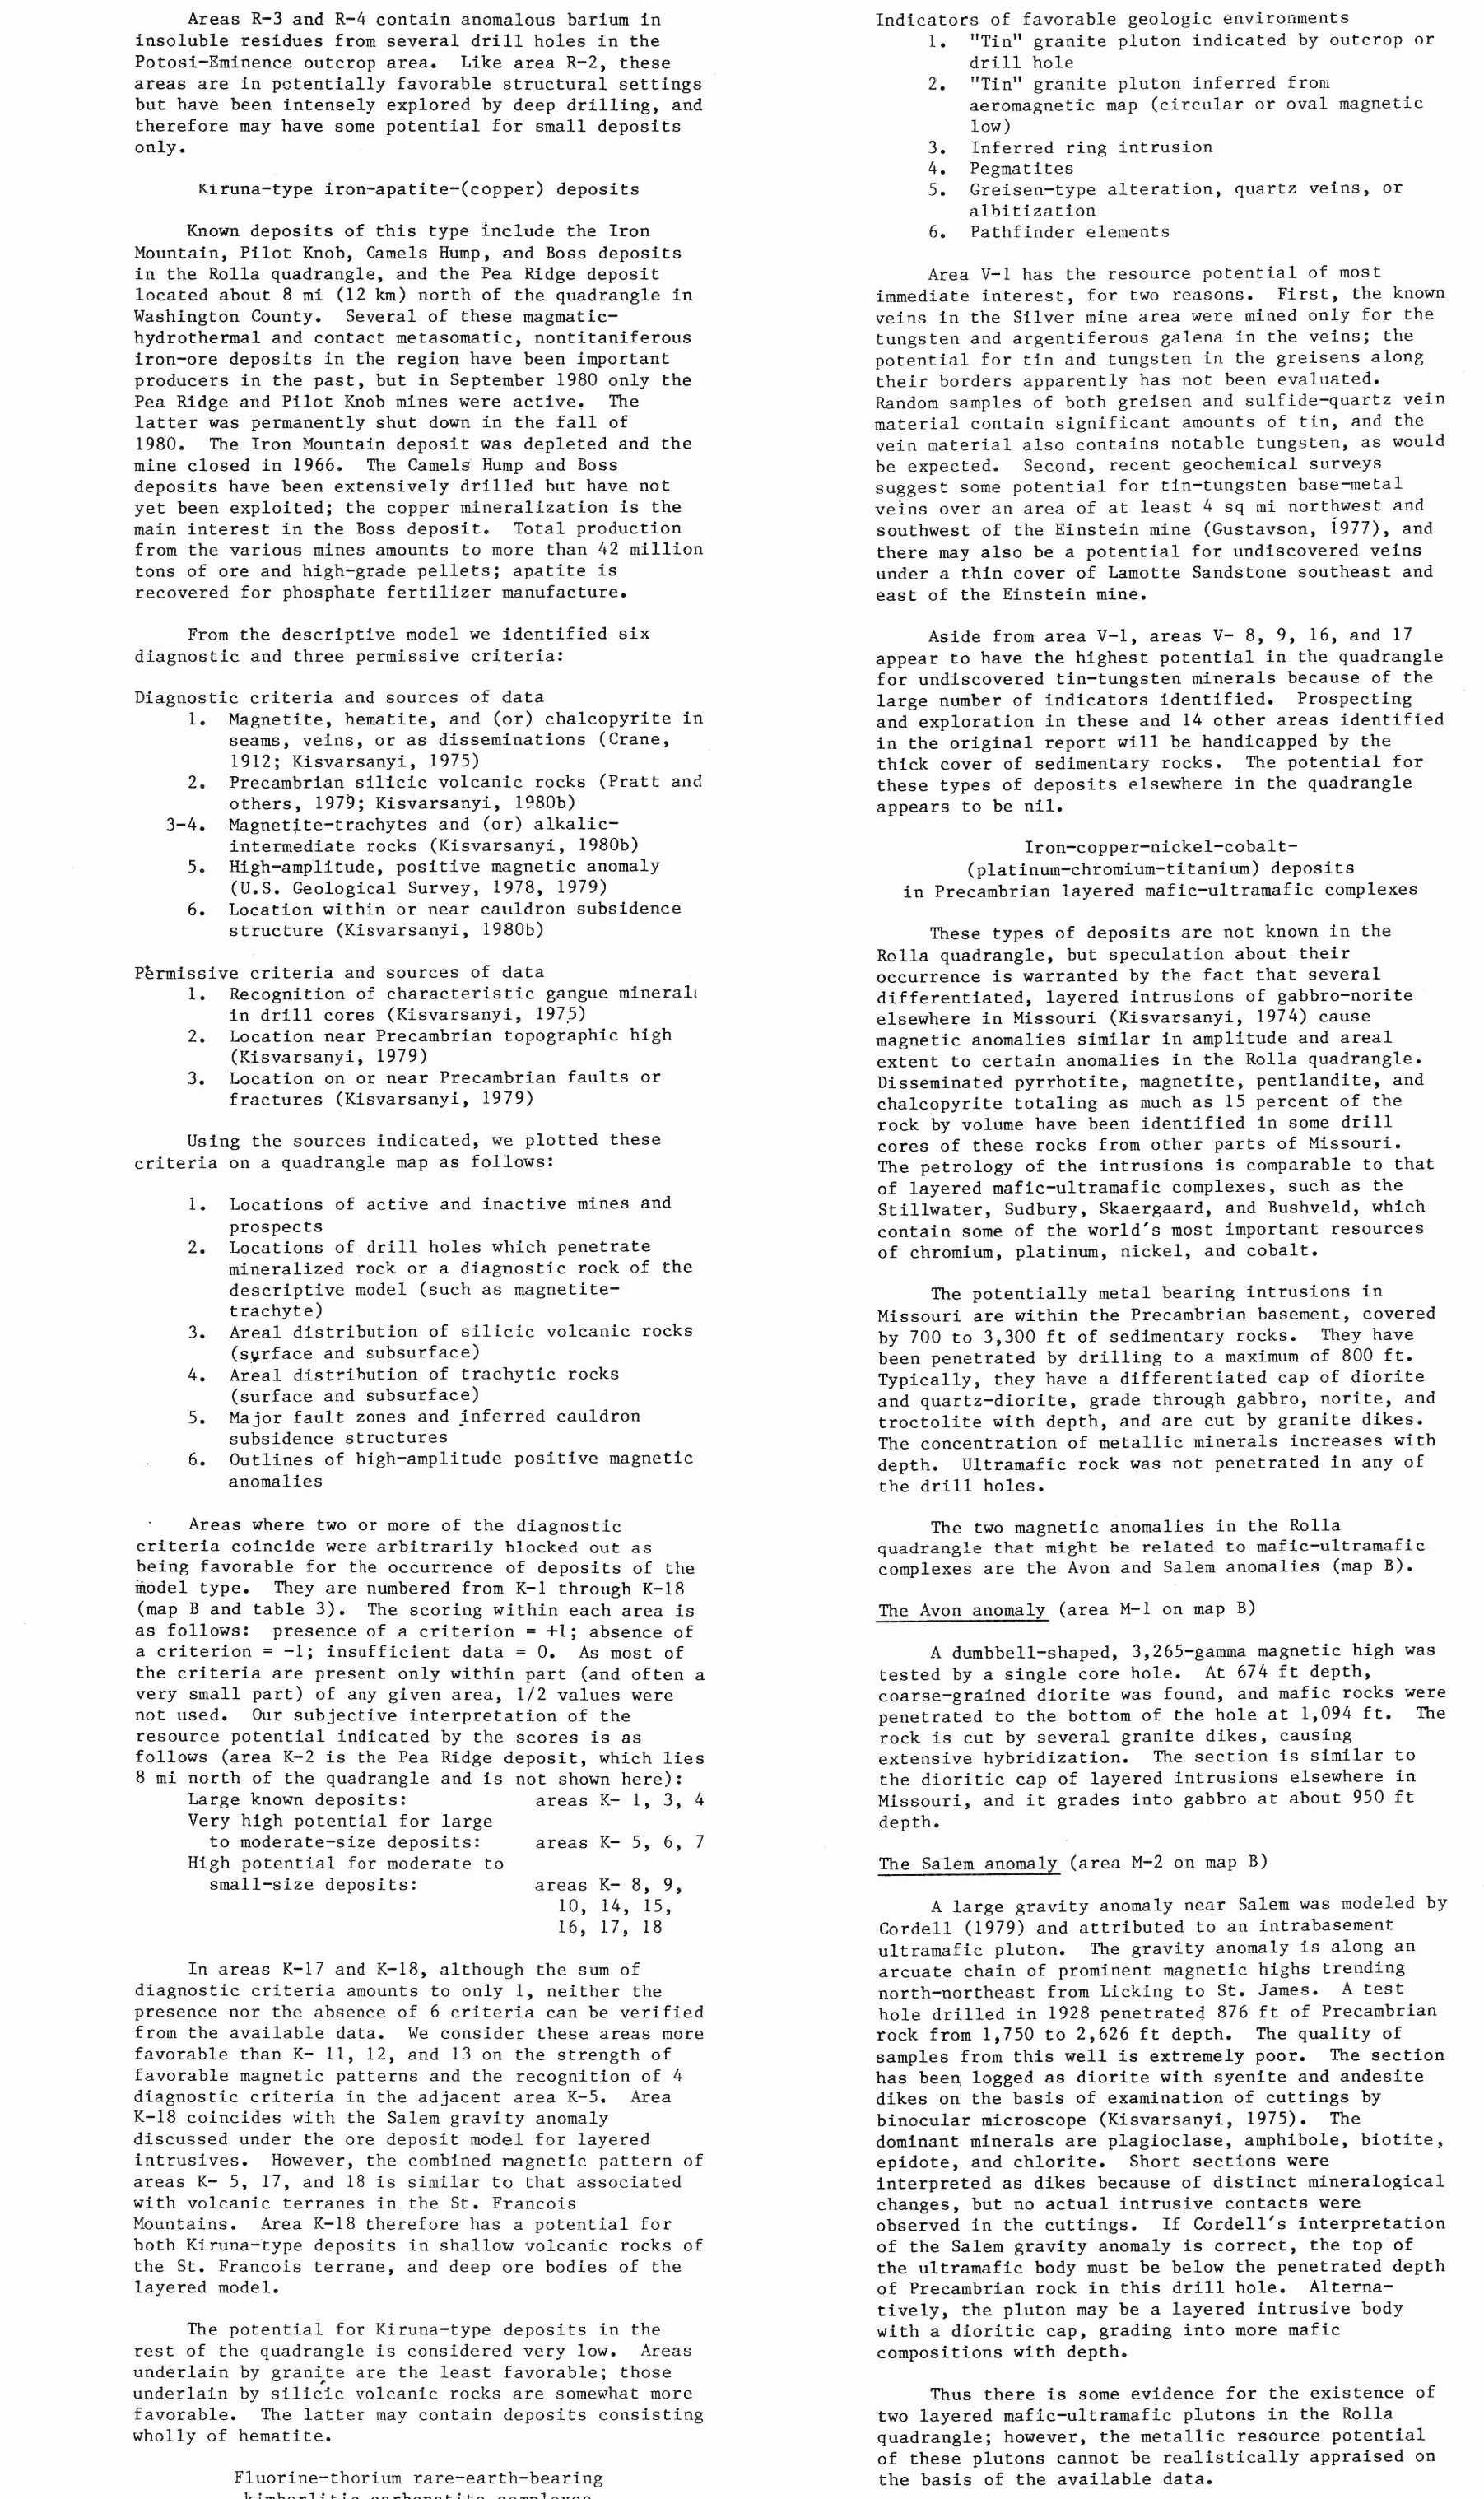 Areas R-3 and R-4 contain anomalous barium in
insoluble residues from several drill holes in the
Potosi-Eminence outcrop area. Like area R-2, these
areas are in potentially favorable structural settings
but have been intensely explored by deep drilling, and
therefore may have some potential for small deposits
only.
Kiruna-type iron-apatite-(copper) deposits
Known deposits of this type include the Iron
Mountain, Pilot Knob, Camels Hump, and Boss deposits
in the Rolla quadrangle, and the Pea Ridge deposit
located about 8 mi (12 km) north of the quadrangle in
Washington County. Several of these magmatic-
hydrothermal and contact metasomatic, nontitaniferous
iron-ore deposits in the region have been important
producers in the past, but in September 1980 only the
Pea Ridge and Pilot Knob mines were active. The
latter was permanently shut down in the fall of
1980. The Iron Mountain deposit was depleted and the
mine closed in 1966. The Camels Hump and Boss
deposits have been extensively drilled but have not
yet been exploited; the copper mineralization is the
main interest in the Boss deposit. Total production
from the various mines amounts to more than 42 million
tons of ore and high-grade pellets; apatite is
recovered for phosphate fertilizer manufacture.
From the descriptive model we identified six
diagnostic and three permissive criteria:
Diagnostic criteria and sources of data
1. Magnetite, hematite, and (or) chalcopyrite in
seams, veins, or as disseminations (Crane,
1912; Kisvarsanyi, 1975)
2. Precambrian silicic volcanic rocks (Pratt and
others, 1979; Kisvarsanyi, 1980b)
3-4. Magnetite-trachytes and (or) alkalic-
intermediate rocks (Kisvarsanyi, 1980b)
5. High-amplitude, positive magnetic anomaly
(U.S. Geological Survey, 1978, 1979)
6. Location within or near cauldron subsidence
structure (Kisvarsanyi, 1980b)
Permissive criteria and sources of data
1. Recognition of characteristic gangue minerals
in drill cores (Kisvarsanyi, 1975)
2. Location near Precambrian topographic high
(Kisvarsanyi, 1979)
3. Location on or near Precambrian faults or
fractures (Kisvarsanyi, 1979)
Using the sources indicated, we plotted these
criteria on a quadrangle map as follows:
1. Locations of active and inactive mines and
prospects
2. Locations of drill holes which penetrate
mineralized rock or a diagnostic rock of the
descriptive model (such as magnetite-
trachyte)
3. Areal distribution of silicic volcanic rocks
(surface and subsurface)
4. Areal distribution of trachytic rocks
(surface and subsurface)
5. Major fault zones and inferred cauldron
subsidence structures
6. Outlines of high-amplitude positive magnetic
anomalies
Areas where two or more of the diagnostic
criteria coincide were arbitrarily blocked out as
being favorable for the occurrence of deposits of the
model type. They are numbered from K-1 through K-18
(map B and table 3). The scoring within each area is
as follows: presence of a criterion = +1; absence of
a criterion = -1; insufficient data = 0. As most of
the criteria are present only within part (and often a
very small part) of any given area, 1/2 values were
not used. Our subjective interpretation of the
resource potential indicated by the scores is as
follows (area K-2 is the Pea Ridge deposit, which lies
8 mi north of the quadrangle and is not shown here):
Large known deposits: areas K- 1, 3, 4
Very high potential for large
to moderate-size deposits: areas K- 5, 6, 7
High potential for moderate to
small-size deposits: areas K- 8, 9,
10, 14, 15,
16, 17, 18
In areas K-17 and K-18, although the sum of
diagnostic criteria amounts to only 1, neither the
presence nor the absence of 6 criteria can be verified
from the available data. We consider these areas more
favorable than K- 11, 12, and 13 on the strength of
favorable magnetic patterns and the recognition of 4
diagnostic criteria in the adjacent area K-5. Area
K-18 coincides with the Salem gravity anomaly
discussed under the ore deposit model for layered
intrusives. However, the combined magnetic pattern of
areas K- 5, 17, and 18 is similar to that associated
with volcanic terranes in the St. Francois
Mountains. Area K-18 therefore has a potential for
both Kiruna-type deposits in shallow volcanic rocks of
the St. Francois terrane, and deep ore bodies of the
layered model.
The potential for Kiruna-type deposits in the
rest of the quadrangle is considered very low. Areas
underlain by granite are the least favorable; those
underlain by silicic volcanic rocks are somewhat more
favorable. The latter may contain deposits consisting
wholly of hematite.
Fluorine-thorium rare-earth-bearing
kimberlitic-carbonatite complexes
Indicators of favorable geologic environments
1. "Tin" granite pluton indicated by outcrop or
drill hole
2. "Tin" granite pluton inferred from
aeromagnetic map (circular or oval magnetic
low)
3. Inferred ring intrusion
4. Pegmatites
5. Greisen-type alteration, quartz veins, or
albitization
6. Pathfinder elements
Area V-1 has the resource potential of most
immediate interest, for two reasons. First, the known
veins in the Silver mine area were mined only for the
tungsten and argentiferous galena in the veins; the
potential for tin and tungsten in the greisens along
their borders apparently has not been evaluated.
Random samples of both greisen and sulfide-quartz vein
material contain significant amounts of tin, and the
vein material also contains notable tungsten, as would
be expected. Second, recent geochemical surveys
suggest some potential for tin-tungsten base-metal
veins over an area of at least 4 sq mi northwest and
southwest of the Einstein mine (Gustavson, 1977), and
there may also be a potential for undiscovered veins
under a thin cover of Lamotte Sandstone southeast and
east of the Einstein mine.
Aside from area V-1, areas V- 8, 9, 16, and 17
appear to have the highest potential in the quadrangle
for undiscovered tin-tungsten minerals because of the
large number of indicators identified. Prospecting
and exploration in these and 14 other areas identified
in the original report will be handicapped by the
thick cover of sedimentary rocks. The potential for
these types of deposits elsewhere in the quadrangle
appears to be nil.
Iron-copper-nickel-cobalt-
(platinum-chromium-titanium) deposits
in Precambrian layered mafic-ultramafic complexes
These types of deposits are not known in the
Rolla quadrangle, but speculation about their
occurrence is warranted by the fact that several
differentiated, layered intrusions of gabbro-norite
elsewhere in Missouri (Kisvarsanyi, 1974) cause
magnetic anomalies similar in amplitude and areal
extent to certain anomalies in the Rolla quadrangle.
Disseminated pyrrhotite, magnetite, pentlandite, and
chalcopyrite totaling as much as 15 percent of the
rock by volume have been identified in some drill
cores of these rocks from other parts of Missouri.
The petrology of the intrusions is comparable to that
of layered mafic-ultramafic complexes, such as the
Stillwater, Sudbury, Skaergaard, and Bushveld, which
contain some of the world's most important resources
of chromium, platinum, nickel, and cobalt.
The potentially metal bearing intrusions in
Missouri are within the Precambrian basement, covered
by 700 to 3,300 ft of sedimentary rocks. They have
been penetrated by drilling to a maximum of 800 ft.
Typically, they have a differentiated cap of diorite
and quartz-diorite, grade through gabbro, norite, and
troctolite with depth, and are cut by granite dikes.
The concentration of metallic minerals increases with
depth. Ultramafic rock was not penetrated in any of
the drill holes.
The two magnetic anomalies in the Rolla
quadrangle that might be related to mafic-ultramafic
complexes are the Avon and Salem anomalies (map B).
The Avon anomaly (area M-1 on map B)
A dumbbell-shaped, 3,265-gamma magnetic high was
tested by a single core hole. At 674 ft depth,
coarse-grained diorite was found, and mafic rocks were
penetrated to the bottom of the hole at 1,094 ft. The
rock is cut by several granite dikes, causing
extensive hybridization. The section is similar to
the dioritic cap of layered intrusions elsewhere in
Missouri, and it grades into gabbro at about 950 ft
depth.
The Salem anomaly (area M-2 on map B)
A large gravity anomaly near Salem was modeled by
Cordell (1979) and attributed to an intrabasement
ultramafic pluton. The gravity anomaly is along an
arcuate chain of prominent magnetic highs trending
north-northeast from Licking to St. James. A test
hole drilled in 1928 penetrated 876 ft of Precambrian
rock from 1,750 to 2,626 ft depth. The quality of
samples from this well is extremely poor. The section
has been logged as diorite with syenite and andesite
dikes on the basis of examination of cuttings by
binocular microscope (Kisvarsanyi, 1975). The
dominant minerals are plagioclase, amphibole, biotite,
epidote, and chlorite. Short sections were
interpreted as dikes because of distinct mineralogical
changes, but no actual intrusive contacts were
observed in the cuttings. If Cordell's interpretation
of the Salem gravity anomaly is correct, the top of
the ultramafic body must be below the penetrated depth
of Precambrian rock in this drill hole. Alterna-
tively, the pluton may be a layered intrusive body
with a dioritic cap, grading into more mafic
compositions with depth.
Thus there is some evidence for the existence of
two layered mafic-ultramafic plutons in the Rolla
quadrangle; however, the metallic resource potential
of these plutons cannot be realistically appraised on
the basis of the available data.